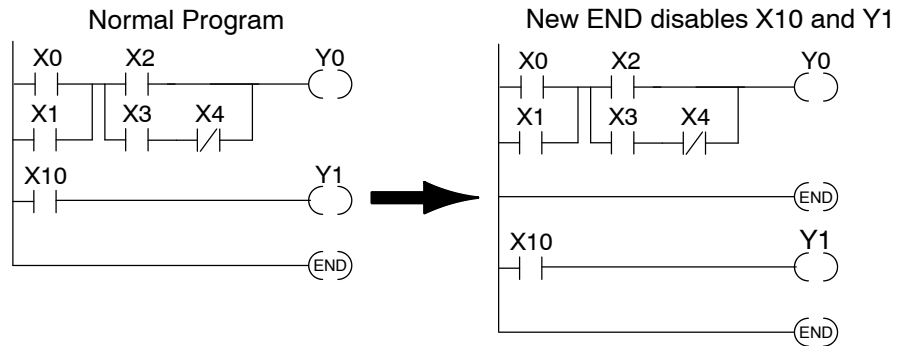 Normal Program
X0 X2 Y0
X1 X3 X4
X10 Y1
END
New END disables X10 and Y1
X0 X2 Y0
X1 X3 X4
END
X10 Y1
END